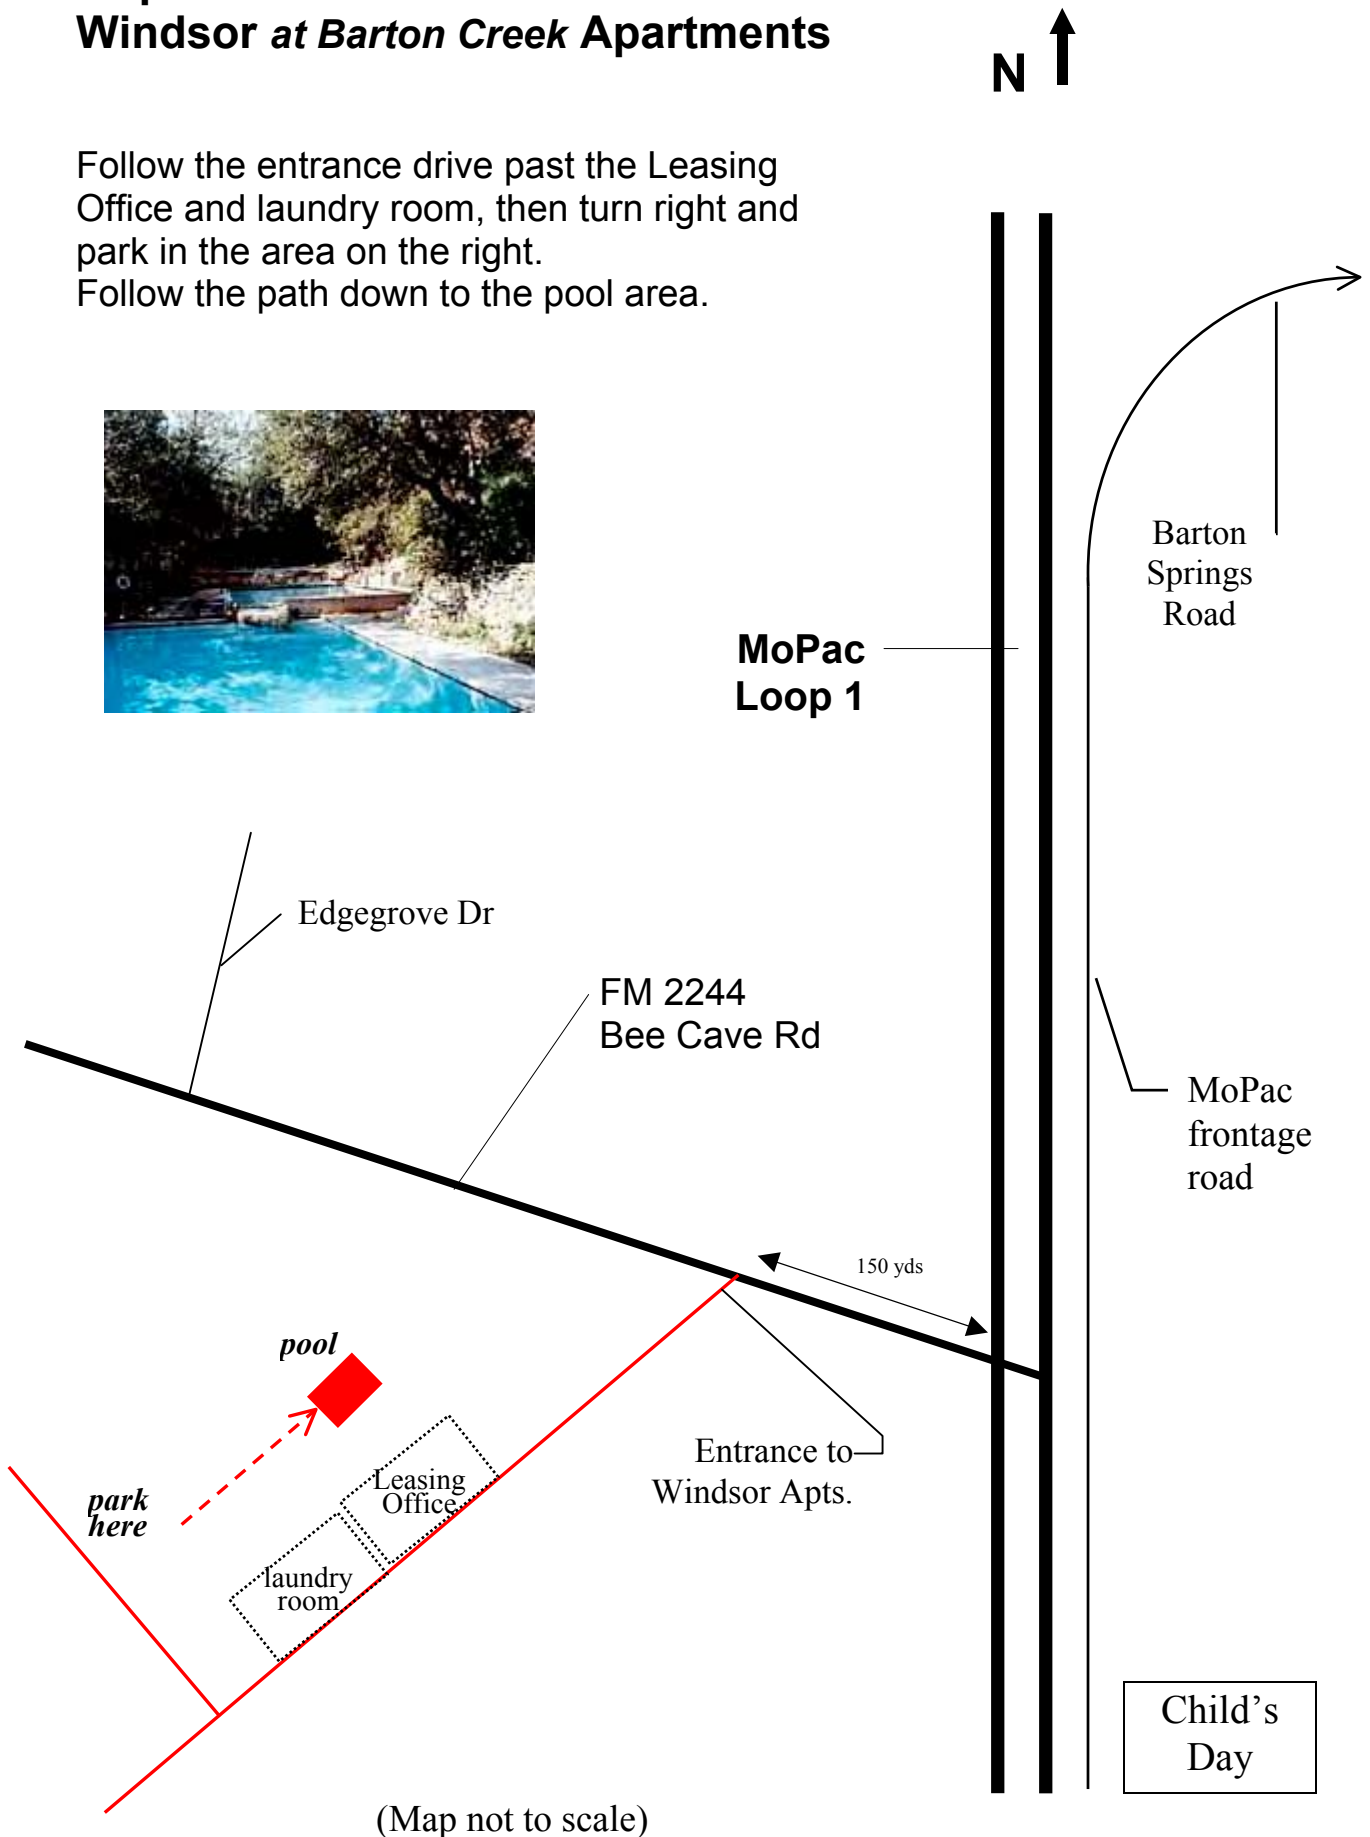 Windsor at Barton Creek Apartments
N
Follow the entrance drive past the Leasing
Office and laundry room, then turn right and
park in the area on the right.
Follow the path down to the pool area.
Barton
Springs
Road
MoPac
Loop 1
Edgegrove Dr
FM 2244
Bee Cave Rd
MoPac
frontage
road
150 yds
pool
Entrance to
Windsor Apts.
Leasing
Office
park
here
laundry
room
Child’s
Day
(Map not to scale)